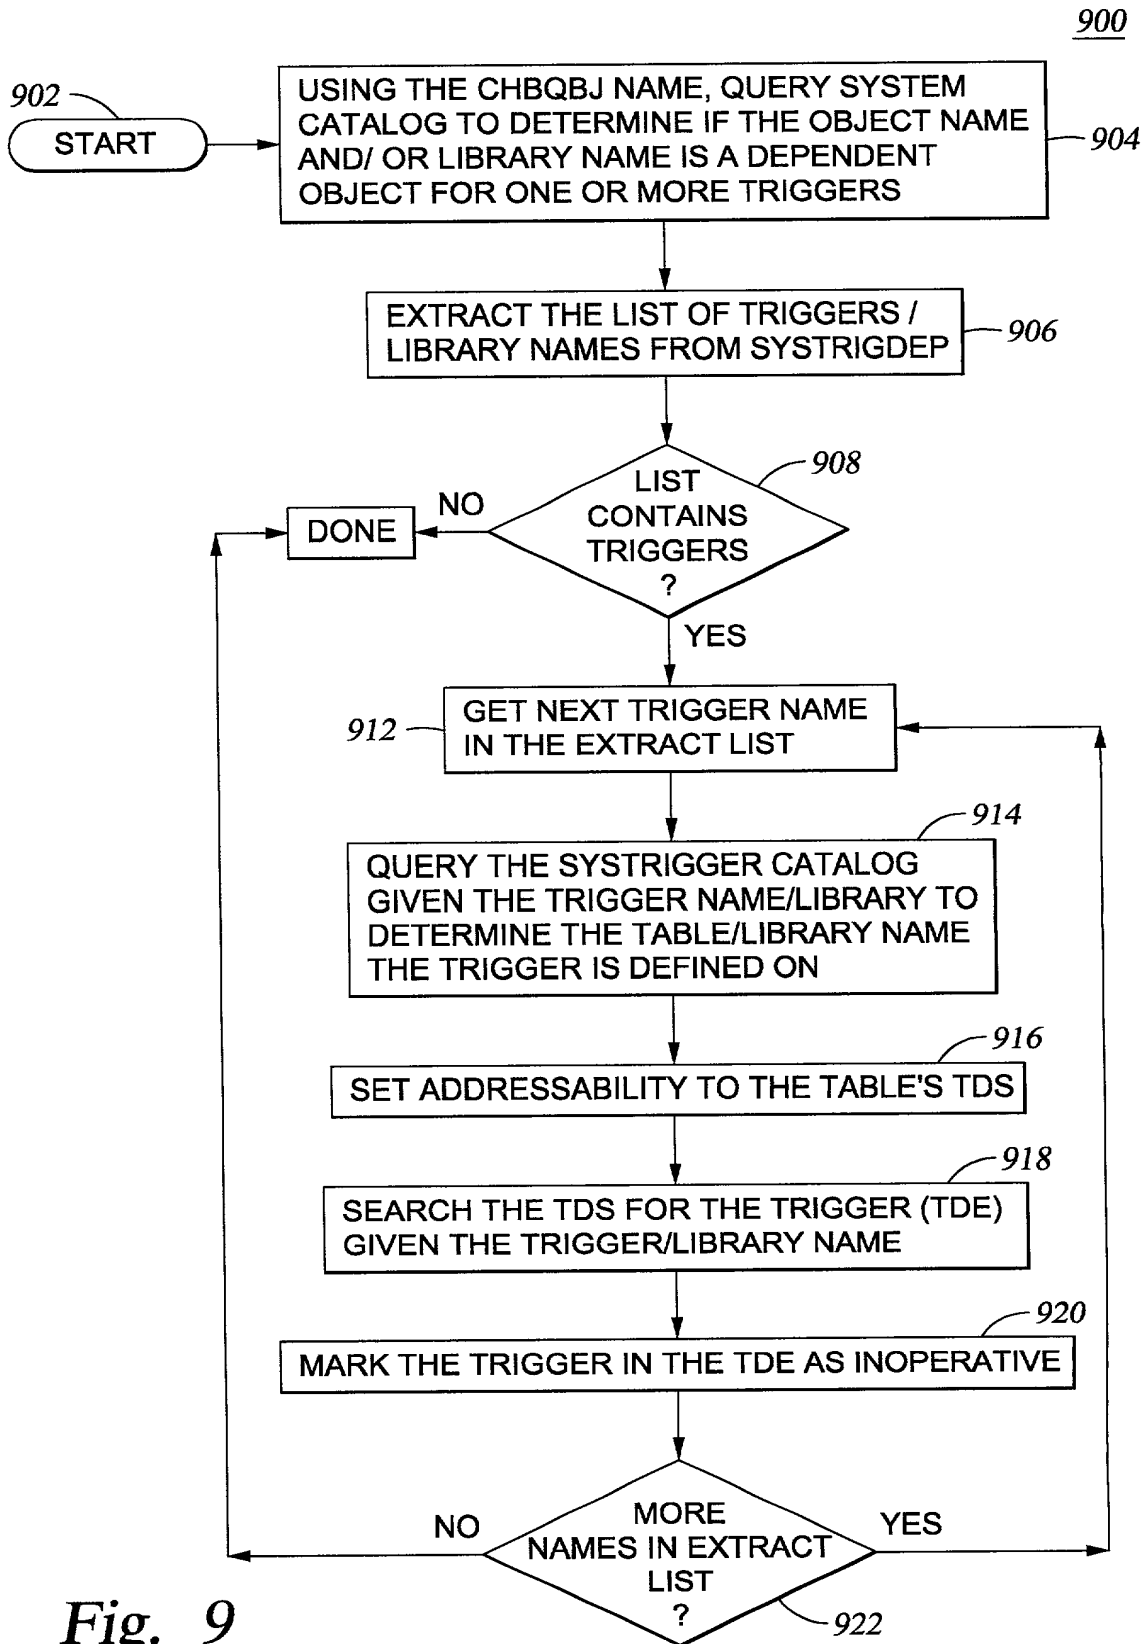 900
902
START
USING THE CHBQBJ NAME, QUERY SYSTEM
CATALOG TO DETERMINE IF THE OBJECT NAME
AND/ OR LIBRARY NAME IS A DEPENDENT
OBJECT FOR ONE OR MORE TRIGGERS
904
EXTRACT THE LIST OF TRIGGERS /
LIBRARY NAMES FROM SYSTRIGDEP
906
LIST
CONTAINS
TRIGGERS
?
908
NO
DONE
YES
GET NEXT TRIGGER NAME
IN THE EXTRACT LIST
912
914
QUERY THE SYSTRIGGER CATALOG
GIVEN THE TRIGGER NAME/LIBRARY TO
DETERMINE THE TABLE/LIBRARY NAME
THE TRIGGER IS DEFINED ON
916
SET ADDRESSABILITY TO THE TABLE'S TDS
918
SEARCH THE TDS FOR THE TRIGGER (TDE)
GIVEN THE TRIGGER/LIBRARY NAME
920
MARK THE TRIGGER IN THE TDE AS INOPERATIVE
NO
MORE
NAMES IN EXTRACT
LIST
?
YES
922
Fig. 9